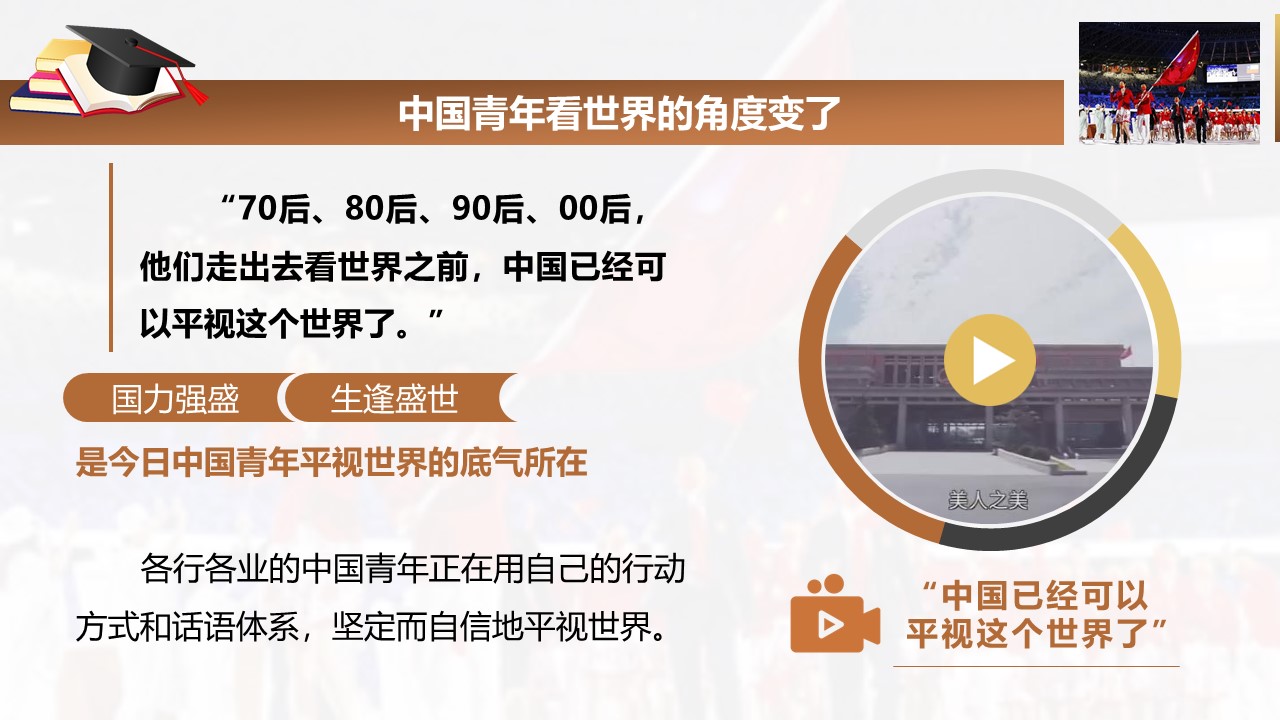 中国青年看世界的角度变了
“70后、80后、90后、00后，
他们走出去看世界之前，中国已经可
以平视这个世界了。”
国力强盛
生逢盛世
是今日中国青年平视世界的底气所在
各行各业的中国青年正在用自己的行动
方式和话语体系，坚定而自信地平视世界。
美人之美
“中国已经可以
平视这个世界了”